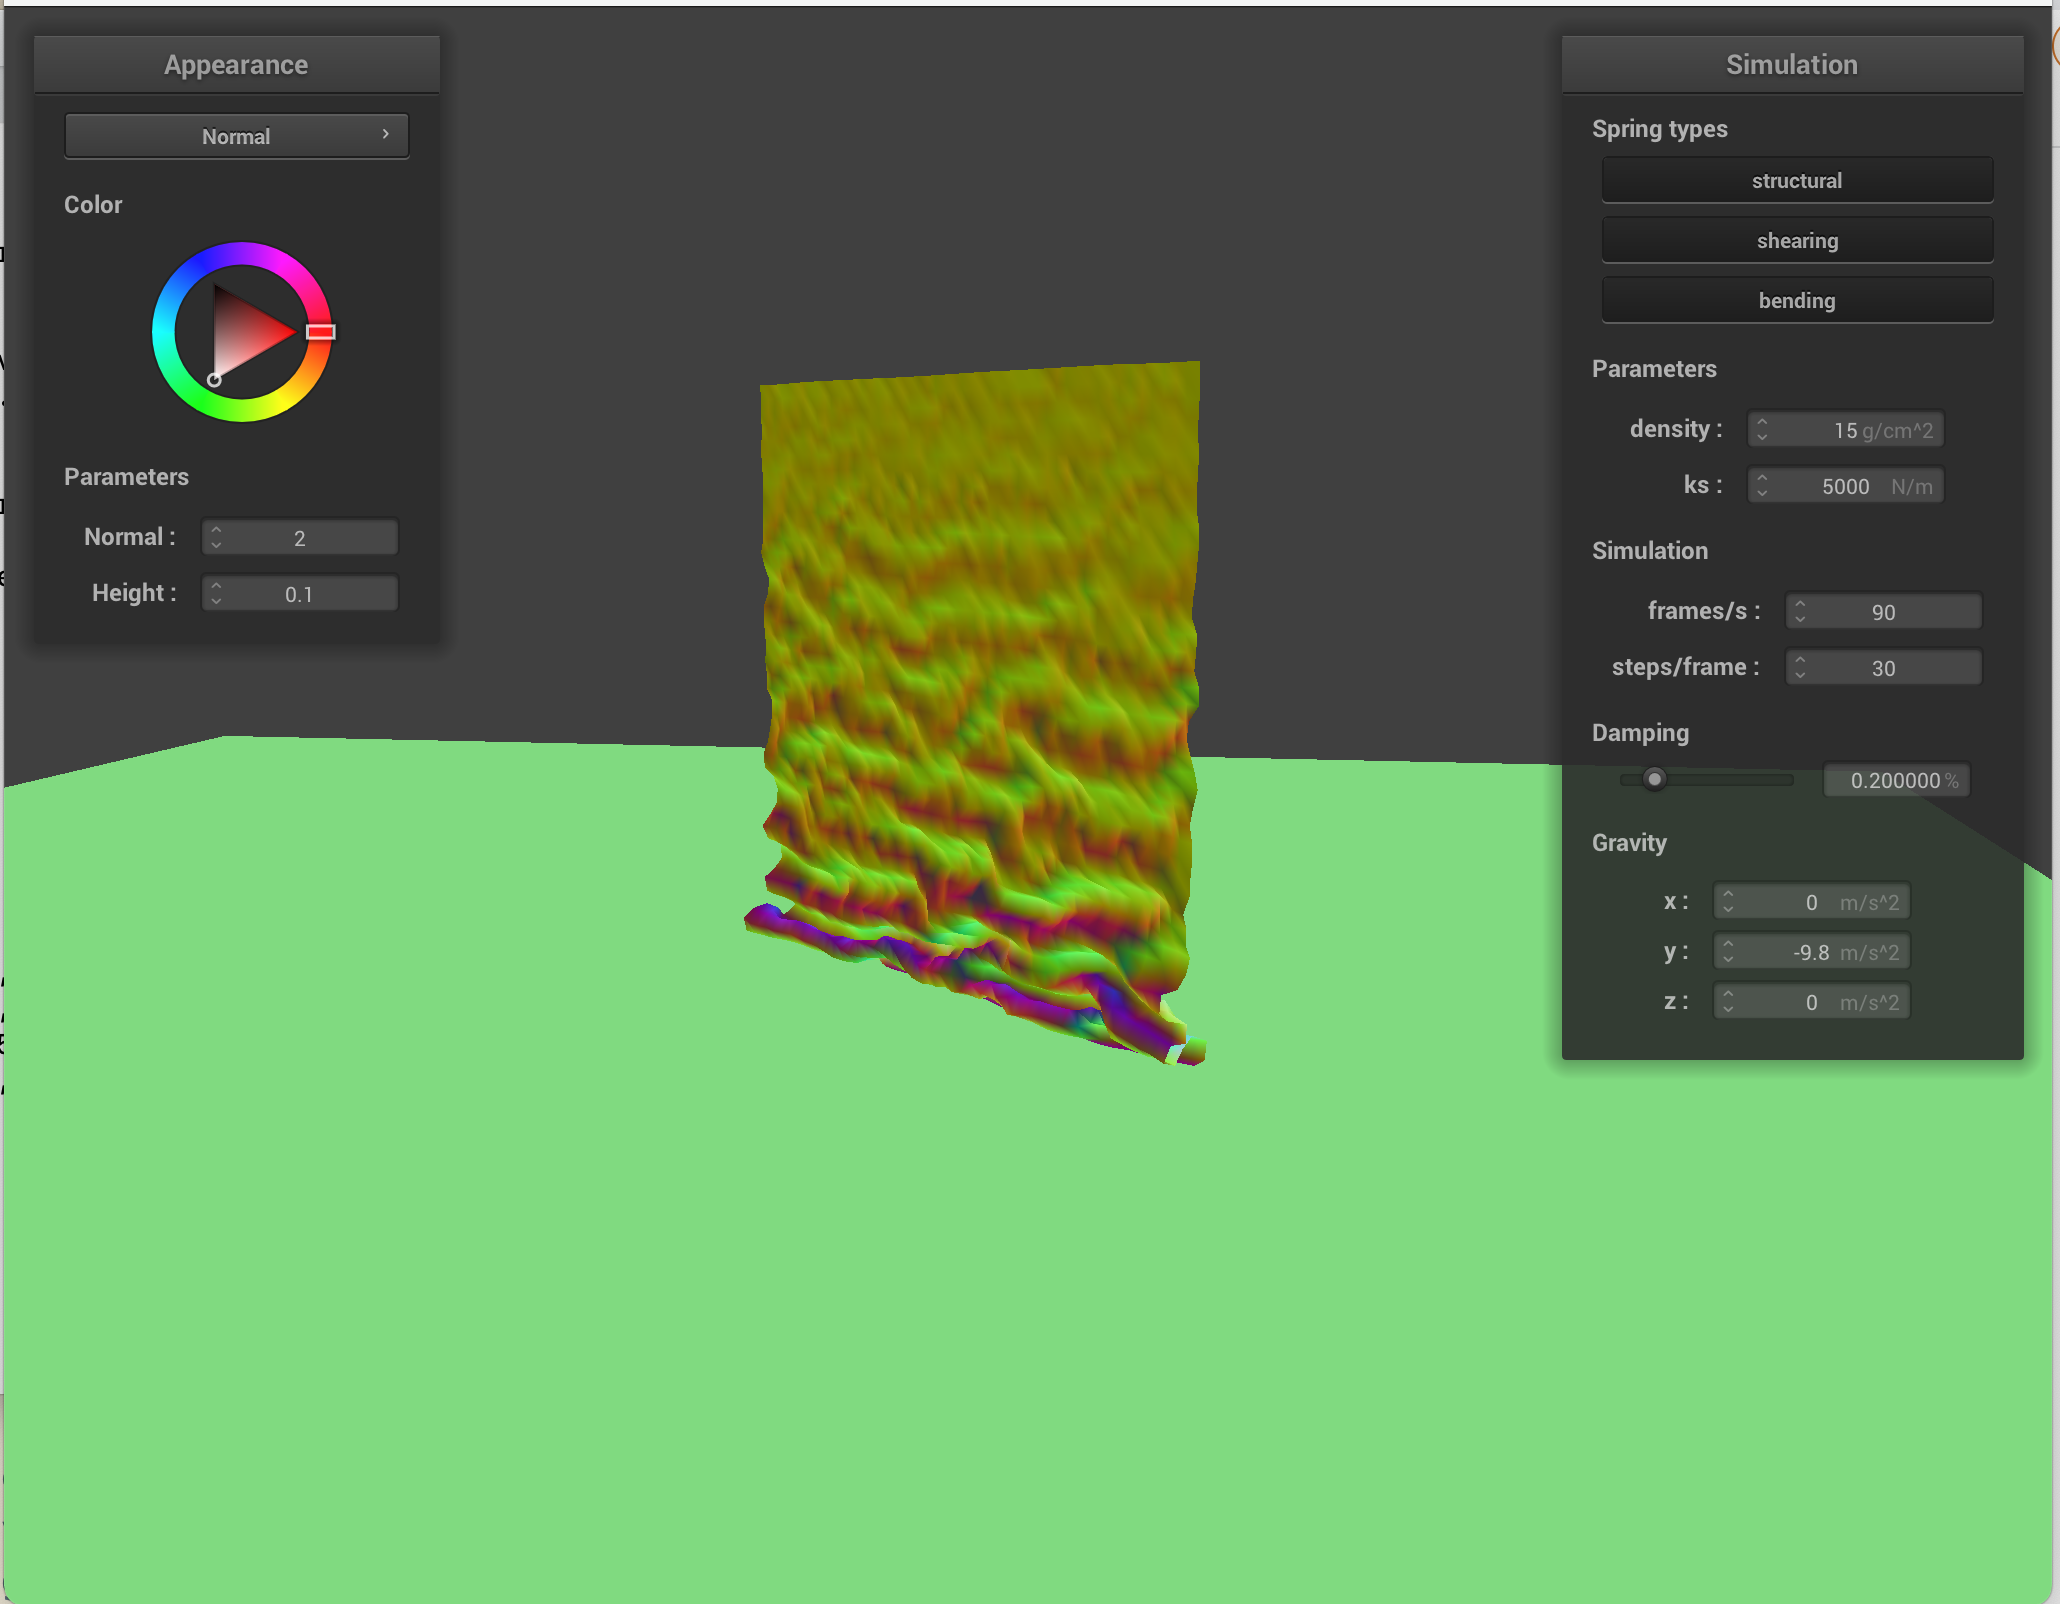 Appearance
Normal
Color
Parameters
Normal : 2
Height : 0.1
Simulation
Spring types
structural
shearing
bending
Parameters
density : 15 g/cm^2
ks : 5000 N/m
Simulation
frames/s : 90
steps/frame : 30
Damping
0.200000 %
Gravity
x : 0 m/s^2
y : -9.8 m/s^2
z : 0 m/s^2